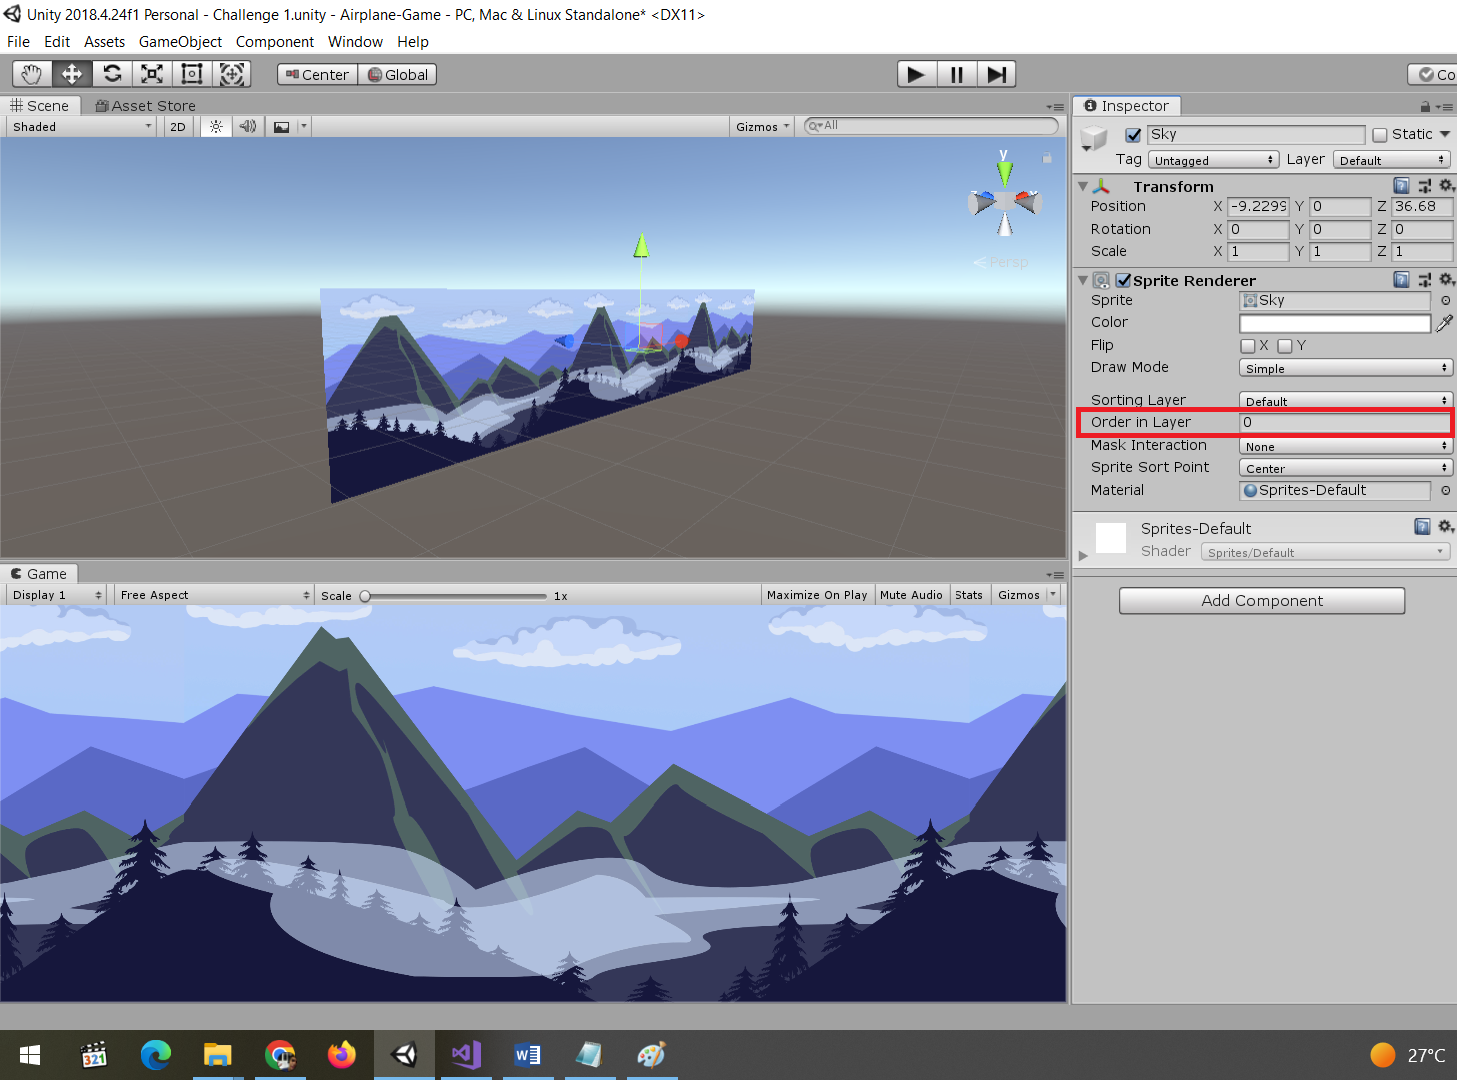 Unity 2018.4.24f1 Personal - Challenge 1.unity - Airplane-Game - PC, Mac & Linux Standalone* <DX11>
File Edit Assets GameObject Component Window Help
Center Global Co
Scene Asset Store Inspector
Shaded 2D Gizmos All
Sky Static
Tag Untagged Layer Default
y
Persp
Transform
Position X -9.2299 Y 0 Z 36.68
Rotation X 0 Y 0 Z 0
Scale X 1 Y 1 Z 1
Sprite Renderer
Sprite Sky
Color
Flip X Y
Draw Mode Simple
Sorting Layer Default
Order in Layer 0
Mask Interaction None
Sprite Sort Point Center
Material Sprites-Default
Sprites-Default
Shader Sprites/Default
Add Component
Game
Display 1 Free Aspect Scale 1x Maximize On Play Mute Audio Stats Gizmos
321 W 27°C